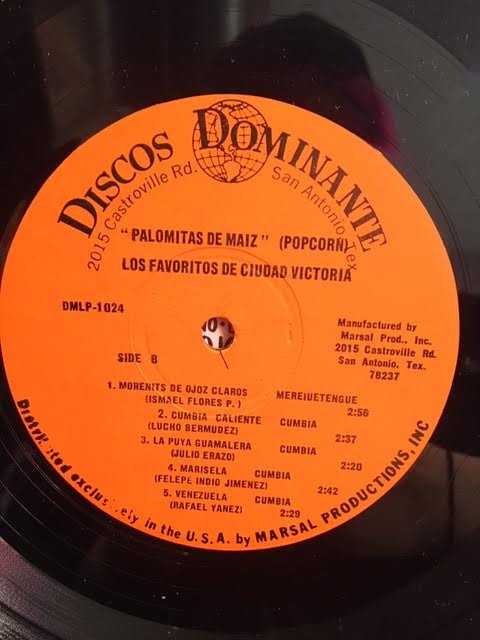 DISCOS DOMINANTE
2015 Castroville Rd. San Antonio Tex
"PALOMITAS DE MAIZ" (POPCORN)
LOS FAVORITOS DE CIUDAD VICTORIA
DMLP-1024
Manufactured by
Marsal Prod., Inc.
2015 Castroville Rd.
San Antonio, Tex.
78237
SIDE B
1. MORENITS DE OJOZ CLAROS MEREJUETENGUE
(ISMAEL FLORES P.) 2:56
2. CUMBIA CALIENTE CUMBIA
(LUCHO BERMUDEZ) 2:37
3. LA PUYA GUAMALERA CUMBIA
(JULIO ERAZO) 2:20
4. MARISELA CUMBIA
(FELEPE INDIO JIMENEZ) 2:42
5. VENEZUELA CUMBIA
(RAFAEL YANEZ) 2:29
Distributed exclusively in the U.S.A. by MARSAL PRODUCTIONS, INC